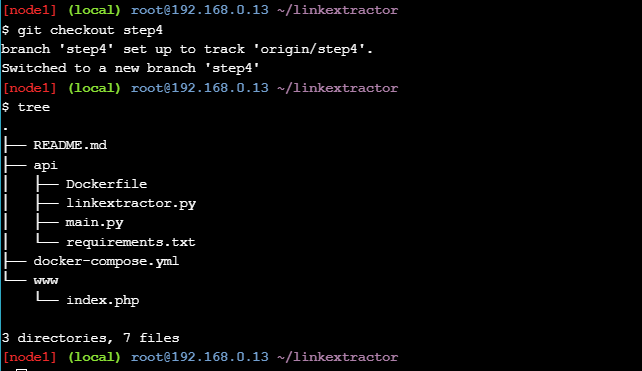 [node1] (local) root@192.168.0.13 ~/linkextractor
$ git checkout step4
branch 'step4' set up to track 'origin/step4'.
Switched to a new branch 'step4'
[node1] (local) root@192.168.0.13 ~/linkextractor
$ tree
.
├── README.md
├── api
│   ├── Dockerfile
│   ├── linkextractor.py
│   ├── main.py
│   └── requirements.txt
├── docker-compose.yml
└── www
    └── index.php

3 directories, 7 files
[node1] (local) root@192.168.0.13 ~/linkextractor